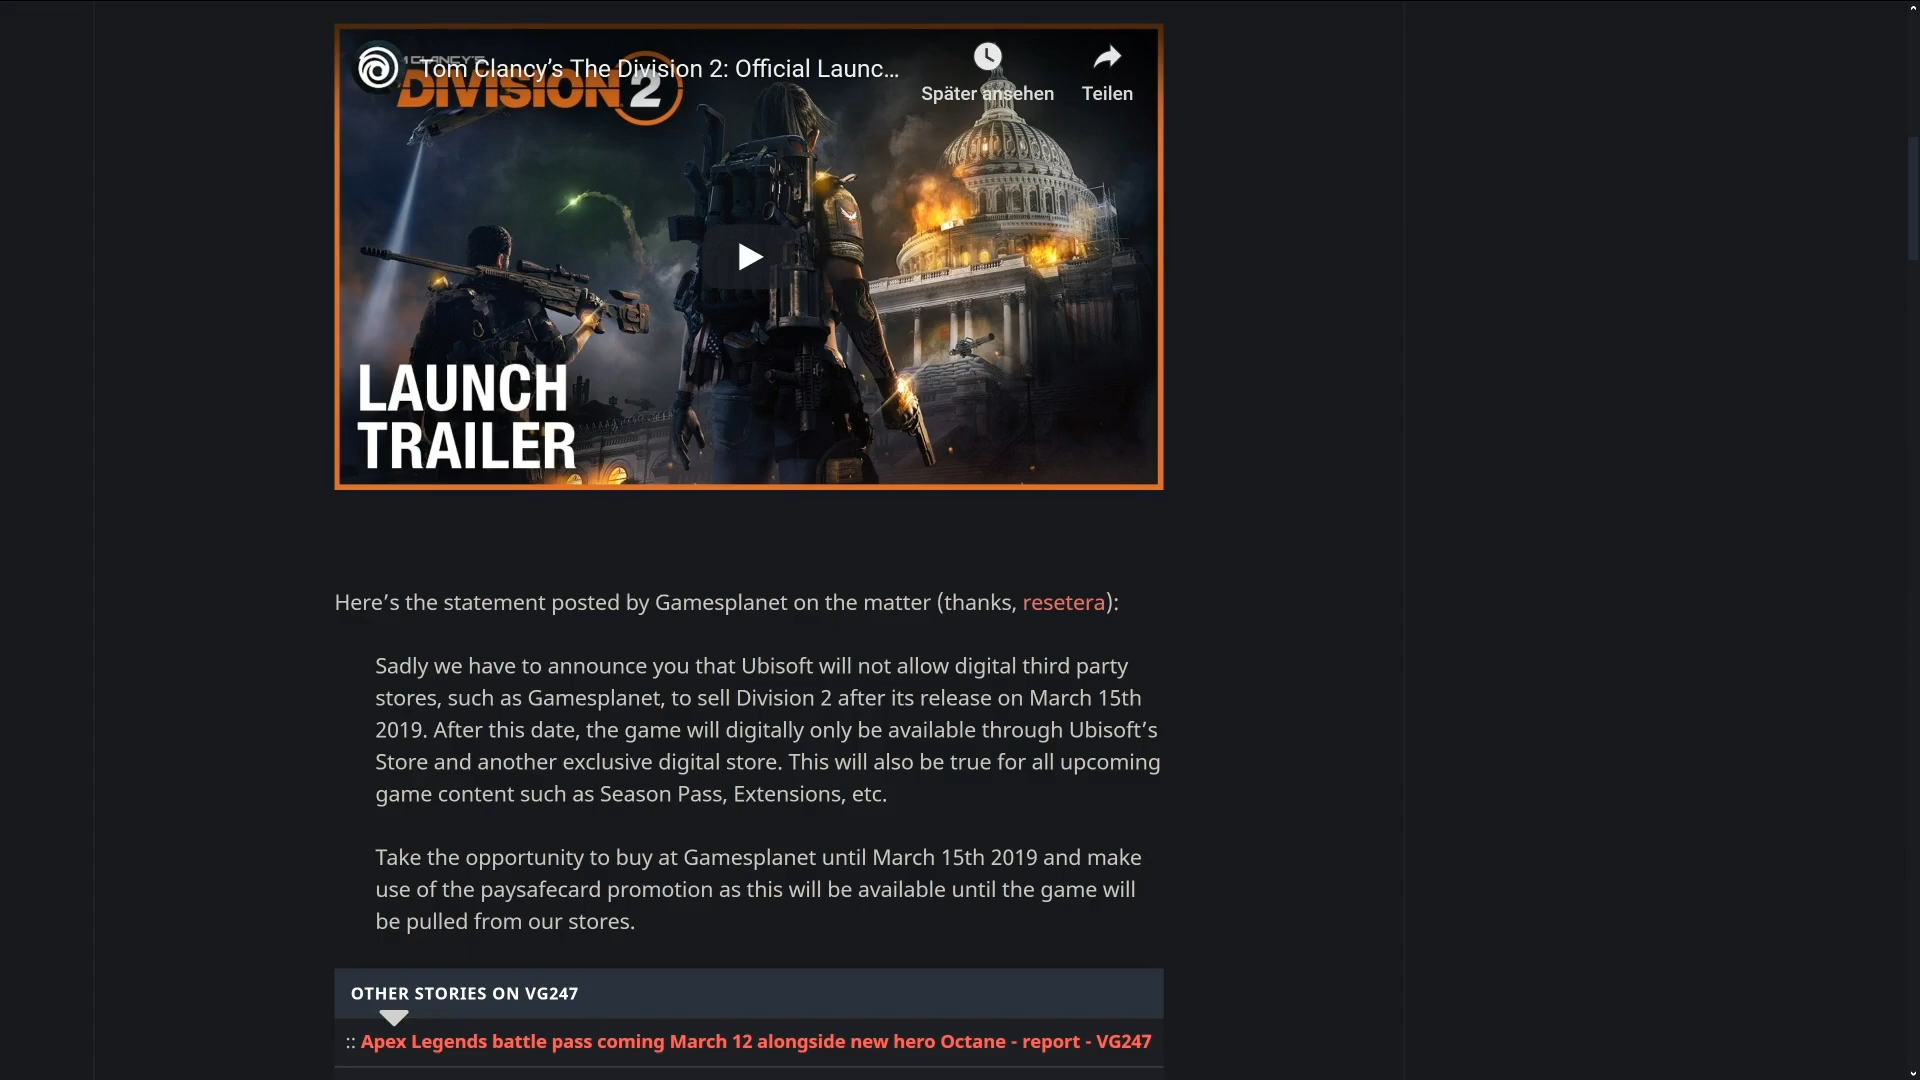 Tom Clancy’s The Division 2: Official Launc…
Später ansehen
Teilen
DIVISION 2
LAUNCH
TRAILER
Here’s the statement posted by Gamesplanet on the matter (thanks, resetera):
Sadly we have to announce you that Ubisoft will not allow digital third party
stores, such as Gamesplanet, to sell Division 2 after its release on March 15th
2019. After this date, the game will digitally only be available through Ubisoft’s
Store and another exclusive digital store. This will also be true for all upcoming
game content such as Season Pass, Extensions, etc.
Take the opportunity to buy at Gamesplanet until March 15th 2019 and make
use of the paysafecard promotion as this will be available until the game will
be pulled from our stores.
OTHER STORIES ON VG247
:: Apex Legends battle pass coming March 12 alongside new hero Octane - report - VG247